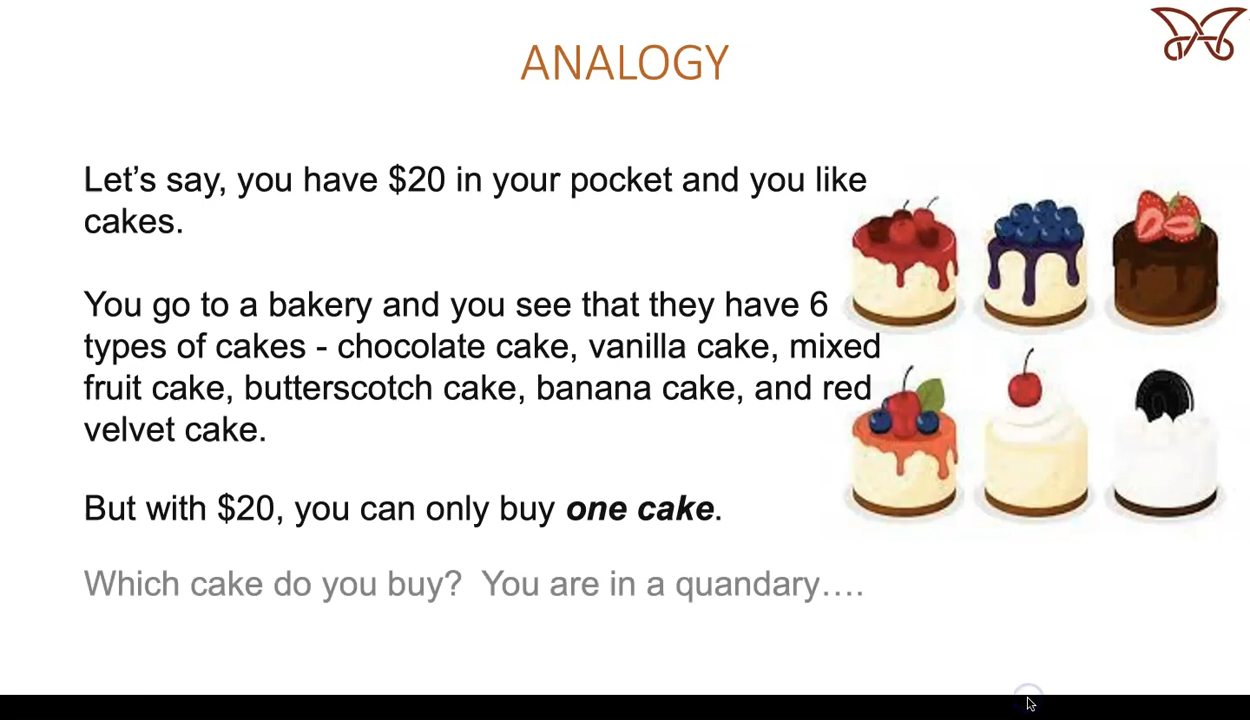 ANALOGY
Let’s say, you have $20 in your pocket and you like
cakes.
You go to a bakery and you see that they have 6
types of cakes - chocolate cake, vanilla cake, mixed
fruit cake, butterscotch cake, banana cake, and red
velvet cake.
But with $20, you can only buy one cake.
Which cake do you buy?  You are in a quandary….